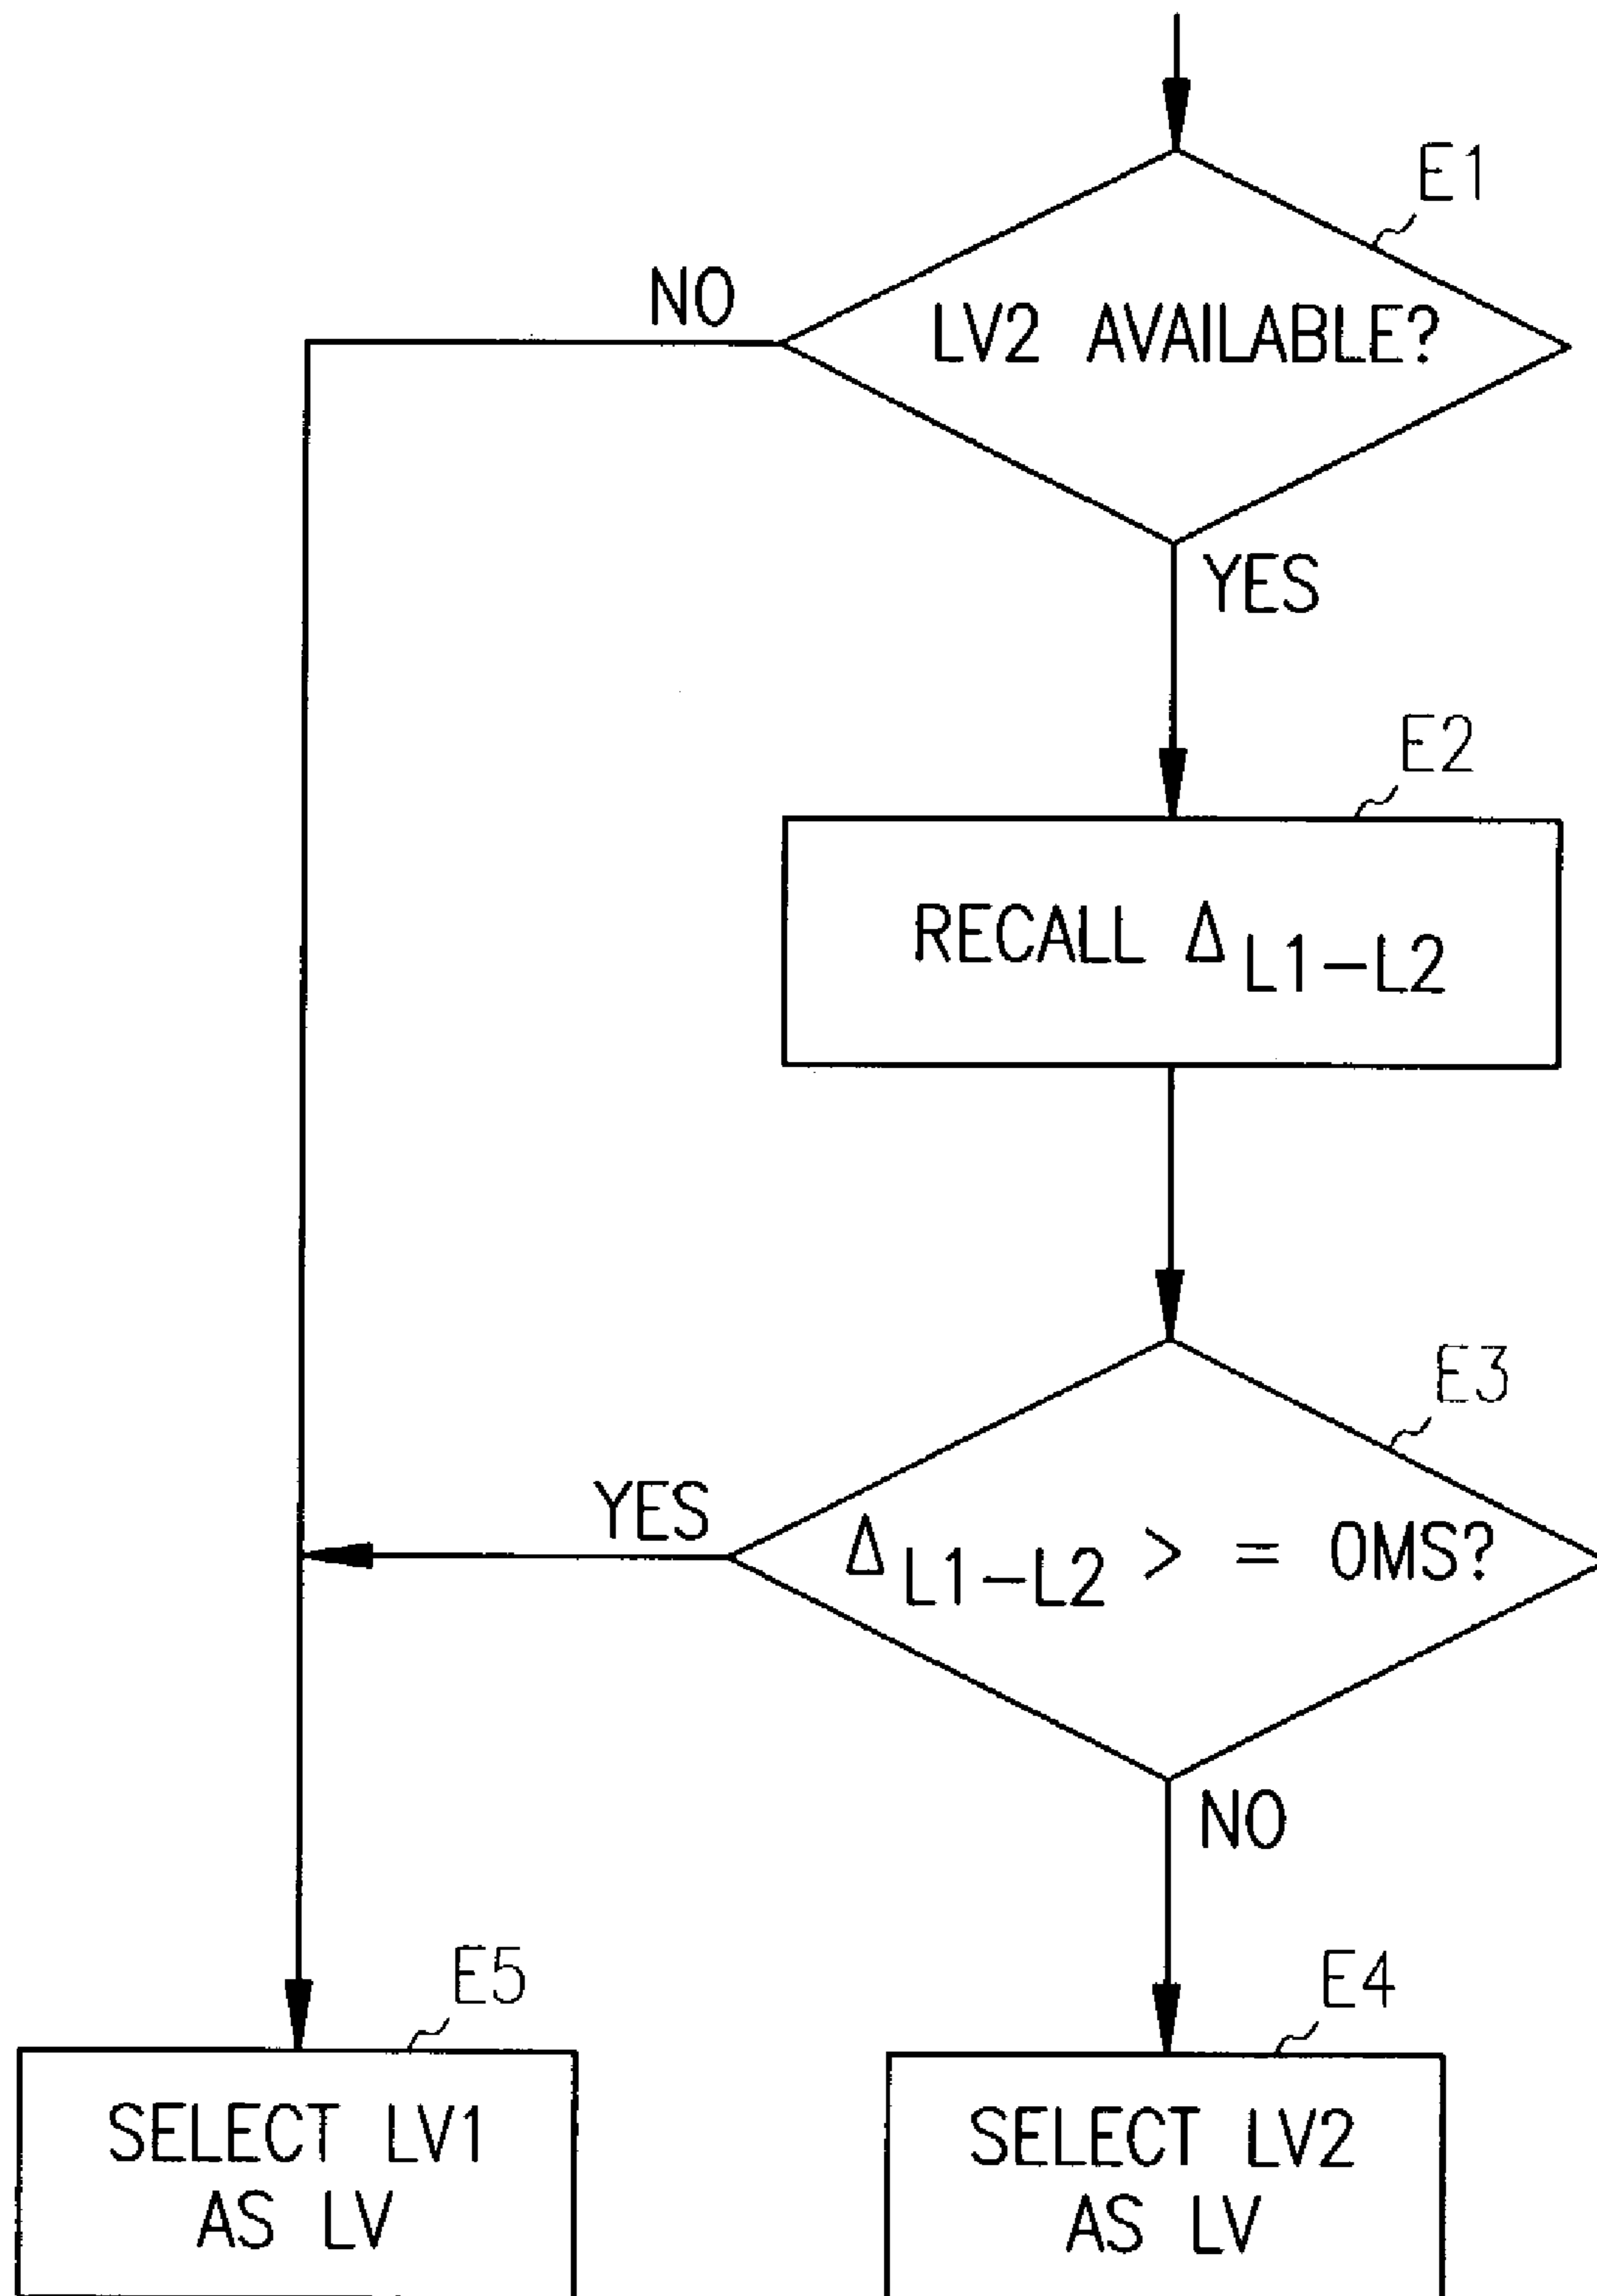 E1
NO
LV2 AVAILABLE?
YES
E2
RECALL Δ L1-L2
E3
YES
Δ L1-L2 > = 0MS?
NO
E5
E4
SELECT LV1
AS LV
SELECT LV2
AS LV